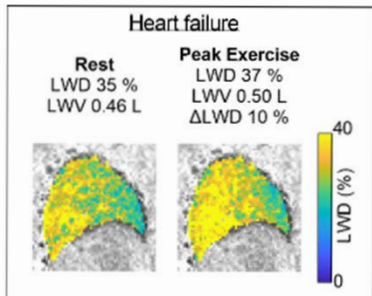 Heart failure
Rest
LWD 35 %
LWV 0.46 L
Peak Exercise
LWD 37 %
LWV 0.50 L
ΔLWD 10 %
40
LWD (%)
0